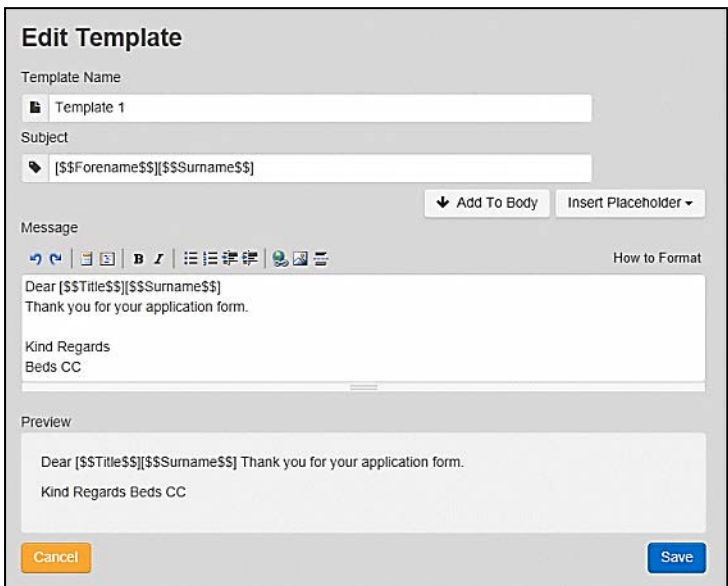 Edit Template
Template Name
Template 1
Subject
[$$Forename$$][$$Surname$$]
Add To Body
Insert Placeholder
Message
B I
How to Format
Dear [$$Title$$][$$Surname$$]
Thank you for your application form.
Kind Regards
Beds CC
Preview
Dear [$$Title$$][$$Surname$$] Thank you for your application form.
Kind Regards Beds CC
Cancel
Save